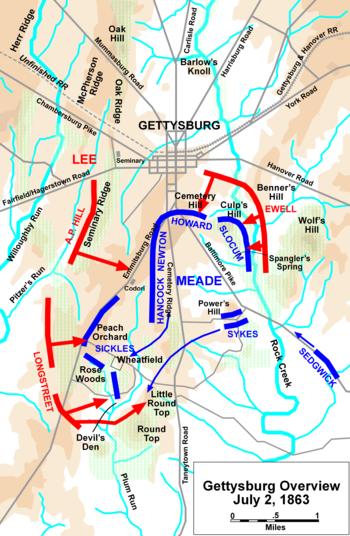 Herr Ridge
Oak
Hill
Mummasburg Road
Carlisle Road
Harrisburg Road
Unfinished RR
McPherson
Ridge
Oak Ridge
Barlow's
Knoll
Gettysburg & Hanover RR
York Road
Chambersburg Pike
GETTYSBURG
LEE
Seminary
Hanover Road
Fairfield/Hagerstown Road
Cemetery
Hill
Culp's
Hill
Benner's
Hill
EWELL
A.P. HILL
Seminary Ridge
HOWARD
SLOCUM
Wolf's
Hill
Willoughby Run
Emmitsburg Road
Baltimore Pike
Spangler's
Spring
Pitzer's Run
Codori
HANCOCK
NEWTON
Cemetery Ridge
MEADE
Power's
Hill
Peach
Orchard
SICKLES
SYKES
Wheatfield
LONGSTREET
Rose
Woods
Rock Creek
SEDGWICK
Little
Round
Top
Devil's
Den
Round
Top
Plum Run
Taneytown Road
Gettysburg Overview
July 2, 1863
0 .5 1
Miles